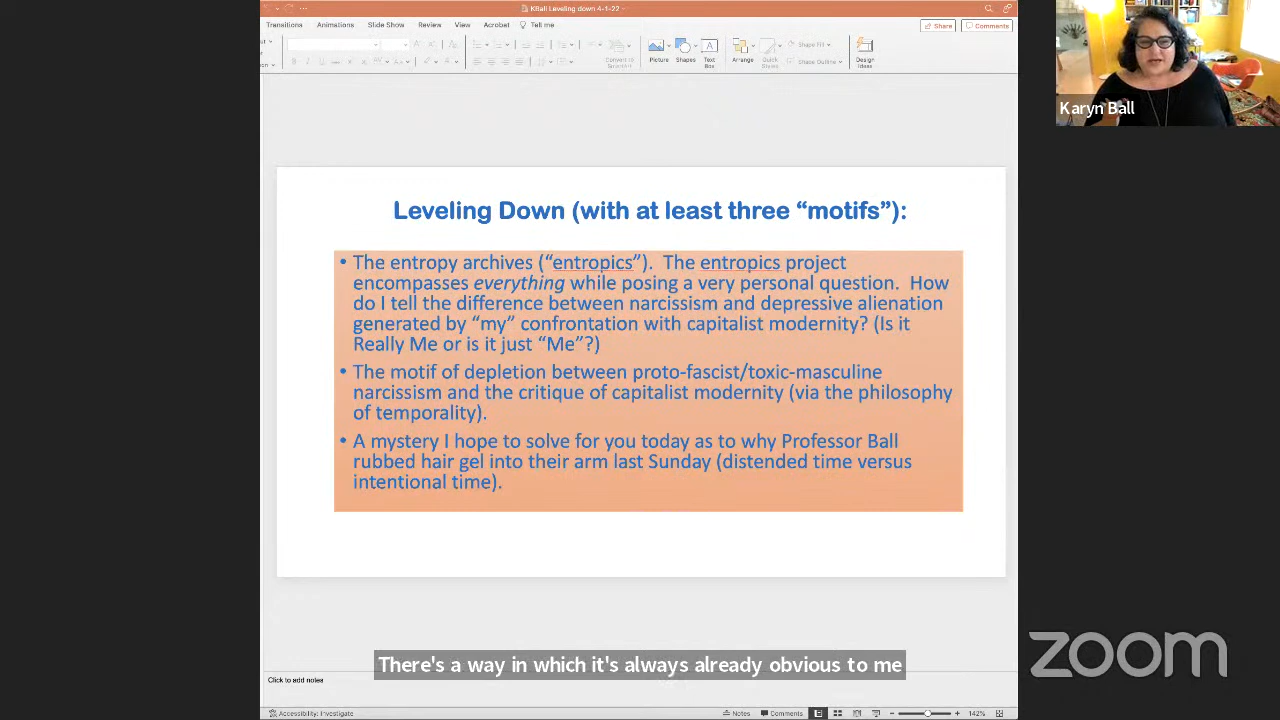 KBall Leveling down 4-1-22
Transitions Animations Slide Show Review View Acrobat Tell me
Share Comments
Convert to SmartArt
Picture Shapes Text Box Arrange Quick Styles Shape Fill Shape Outline Design Ideas
Karyn Ball
Leveling Down (with at least three “motifs”):
• The entropy archives (“entropics”). The entropics project
encompasses everything while posing a very personal question. How
do I tell the difference between narcissism and depressive alienation
generated by “my” confrontation with capitalist modernity? (Is it
Really Me or is it just “Me”?)
• The motif of depletion between proto-fascist/toxic-masculine
narcissism and the critique of capitalist modernity (via the philosophy
of temporality).
• A mystery I hope to solve for you today as to why Professor Ball
rubbed hair gel into their arm last Sunday (distended time versus
intentional time).
There's a way in which it's always already obvious to me
zoom
Click to add notes
Accessibility: Investigate
Notes Comments 142%